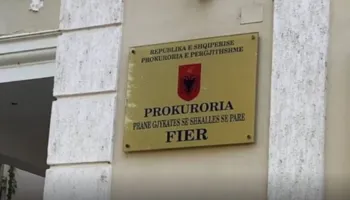 REPUBLIKA E SHQIPERISE
PROKURORIA E PERGJITHSHME
PROKURORIA
PRANE GJYKATES SE SHKALLES SE PARE
FIER